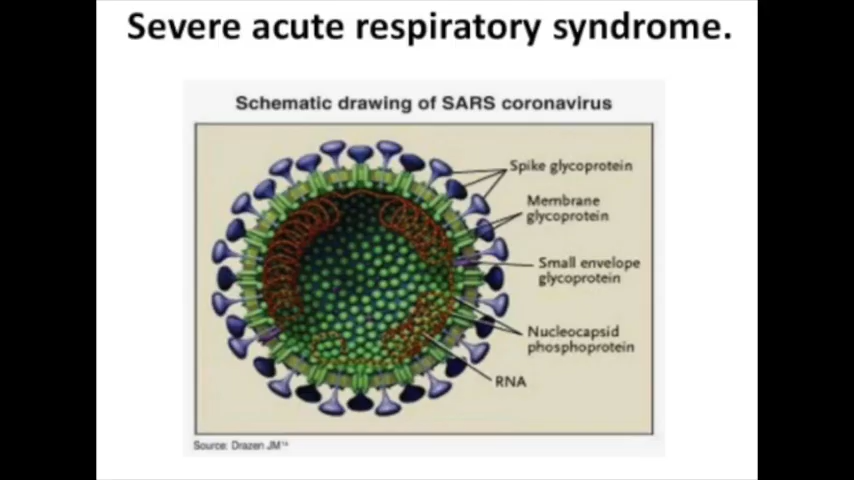 Severe acute respiratory syndrome.
Schematic drawing of SARS coronavirus
Spike glycoprotein
Membrane
glycoprotein
Small envelope
glycoprotein
Nucleocapsid
phosphoprotein
RNA
Source: Drazen JM